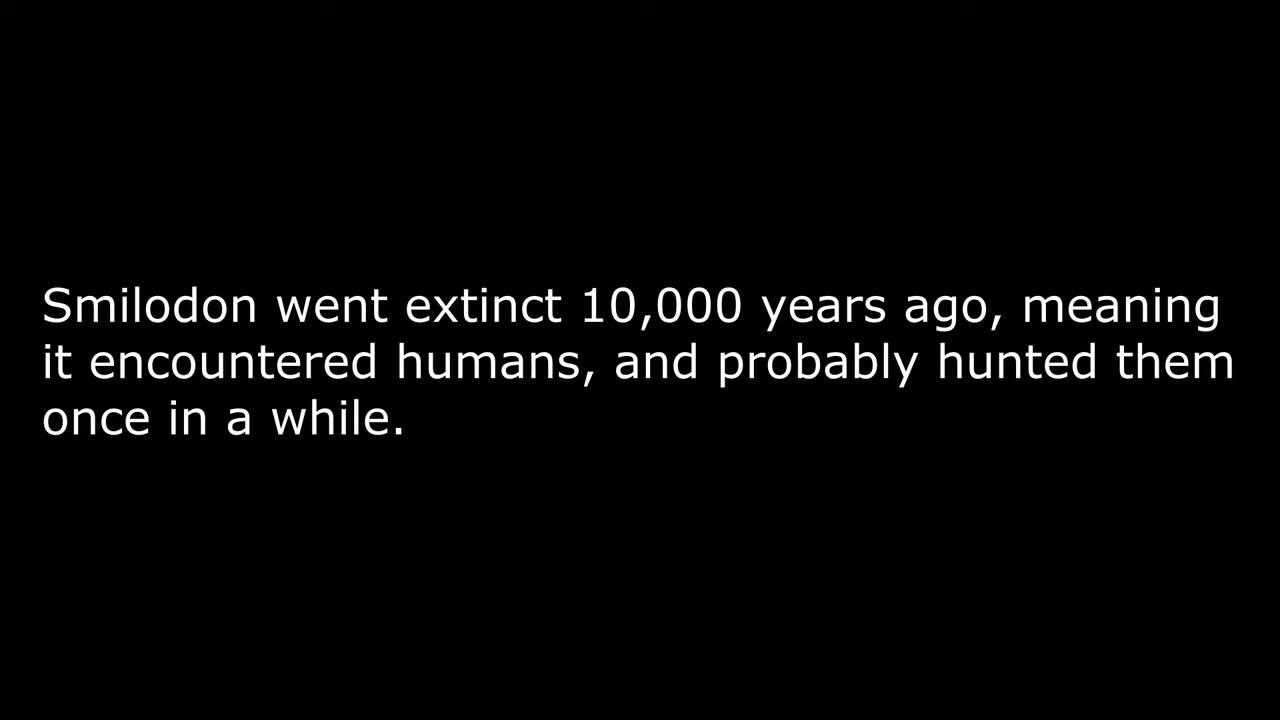 Smilodon went extinct 10,000 years ago, meaning
it encountered humans, and probably hunted them
once in a while.